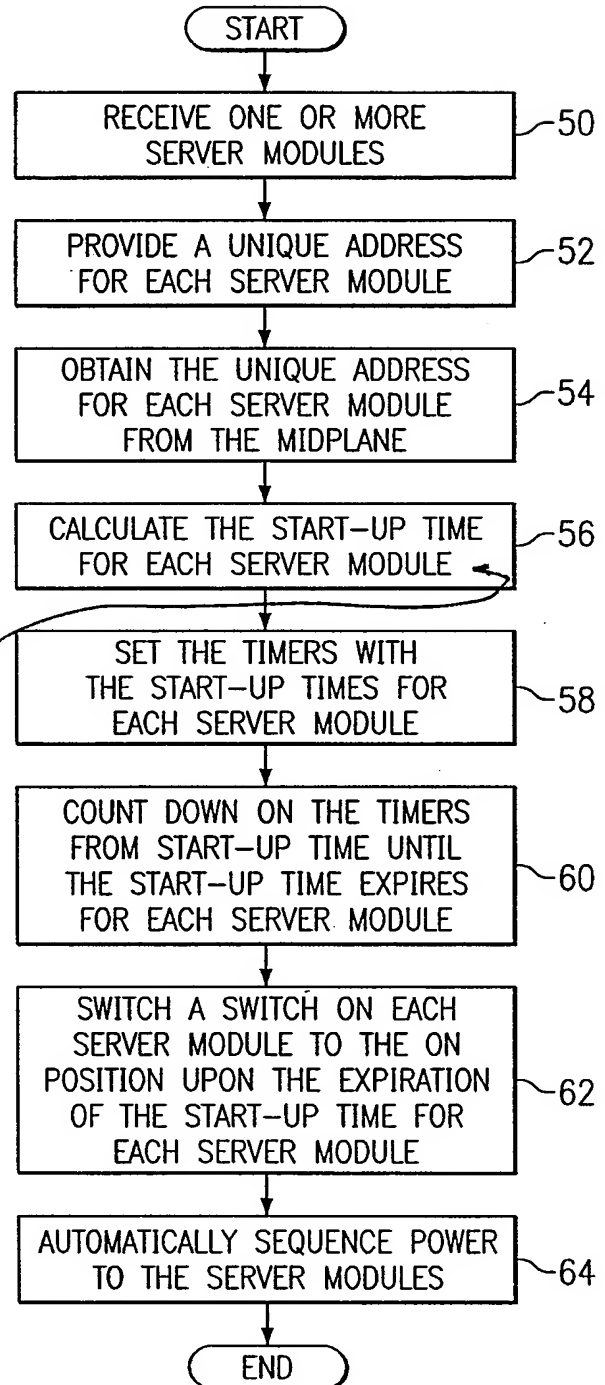 START
RECEIVE ONE OR MORE
SERVER MODULES
50
PROVIDE A UNIQUE ADDRESS
FOR EACH SERVER MODULE
52
OBTAIN THE UNIQUE ADDRESS
FOR EACH SERVER MODULE
FROM THE MIDPLANE
54
CALCULATE THE START-UP TIME
FOR EACH SERVER MODULE
56
SET THE TIMERS WITH
THE START-UP TIMES FOR
EACH SERVER MODULE
58
COUNT DOWN ON THE TIMERS
FROM START-UP TIME UNTIL
THE START-UP TIME EXPIRES
FOR EACH SERVER MODULE
60
SWITCH A SWITCH ON EACH
SERVER MODULE TO THE ON
POSITION UPON THE EXPIRATION
OF THE START-UP TIME FOR
EACH SERVER MODULE
62
AUTOMATICALLY SEQUENCE POWER
TO THE SERVER MODULES
64
END